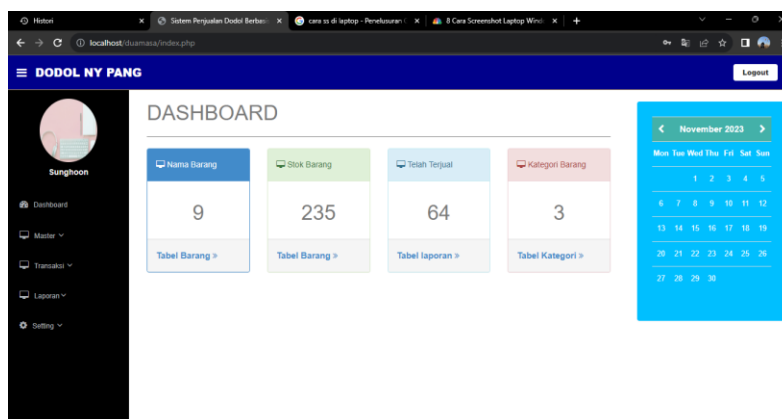 Histori
Sistem Penjualan Dodol Berbasi
cara ss di laptop - Penelusuran
8 Cara Screenshot Laptop Wind
localhost/duamasa/index.php
DODOL NY PANG
Logout
Sunghoon
Dashboard
Master
Transaksi
Laporan
Setting
DASHBOARD
Nama Barang
9
Tabel Barang »
Stok Barang
235
Tabel Barang »
Telah Terjual
64
Tabel laporan »
Kategori Barang
3
Tabel Kategori »
November 2023
Mon Tue Wed Thu Fri Sat Sun
1 2 3 4 5
6 7 8 9 10 11 12
13 14 15 16 17 18 19
20 21 22 23 24 25 26
27 28 29 30